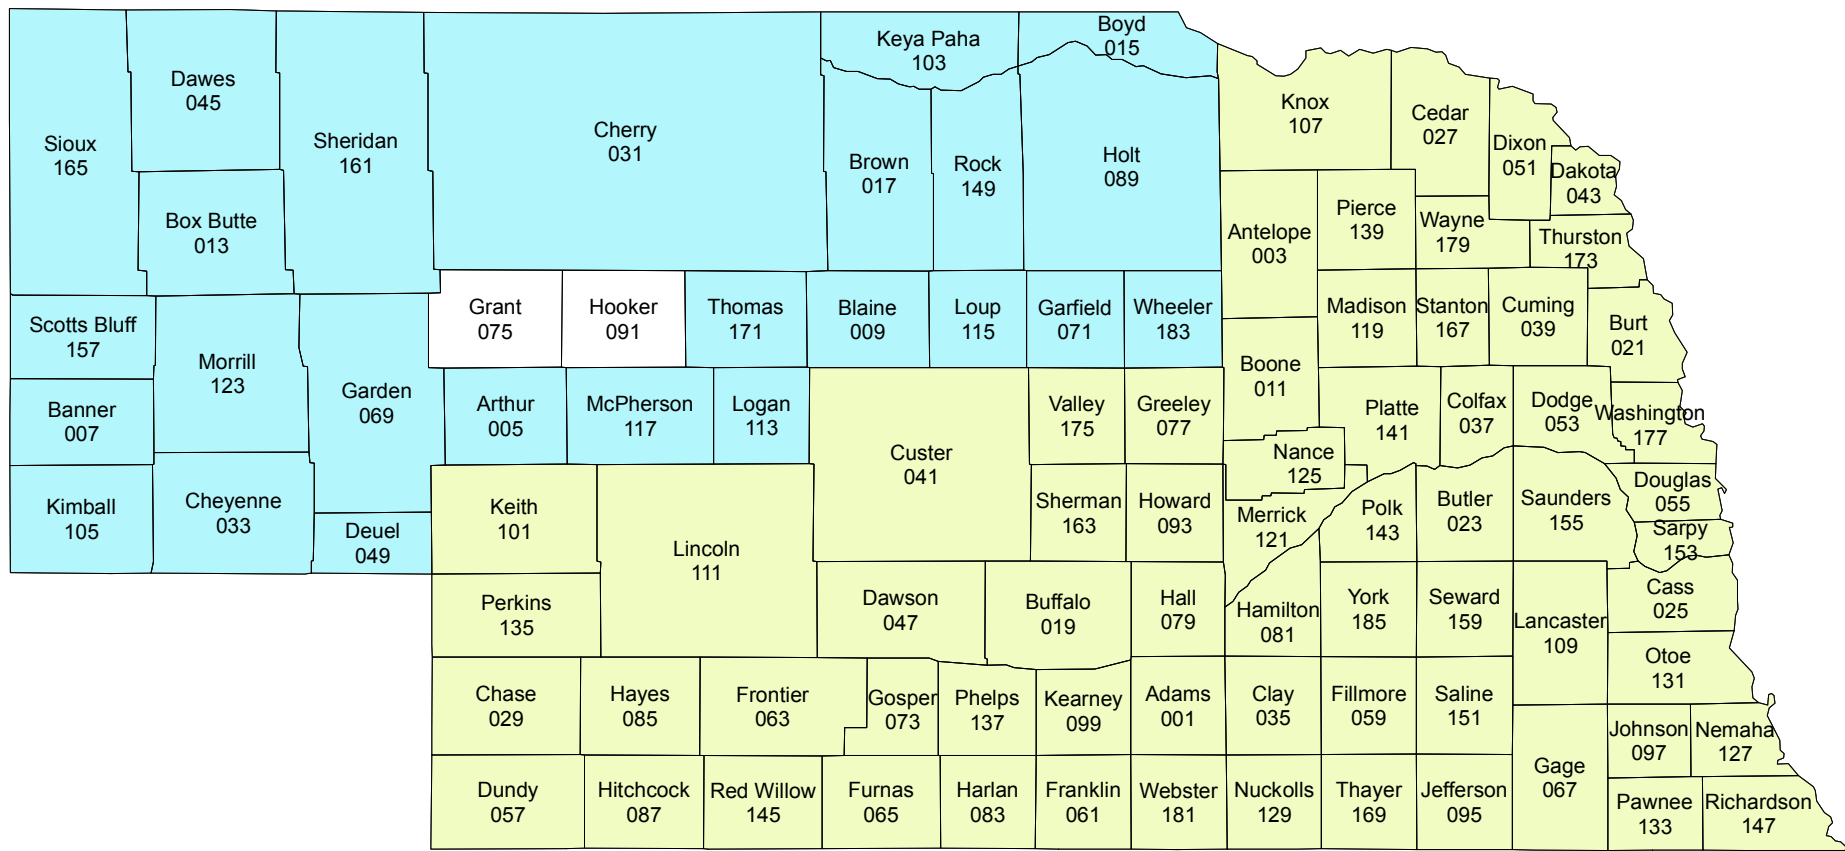 Boyd
015
Keya Paha
103
Dawes
045
Sioux
165
Sheridan
161
Cherry
031
Brown
017
Rock
149
Holt
089
Knox
107
Cedar
027
Dixon
051
Dakota
043
Box Butte
013
Antelope
003
Pierce
139
Wayne
179
Thurston
173
Scotts Bluff
157
Morrill
123
Grant
075
Hooker
091
Thomas
171
Blaine
009
Loup
115
Garfield
071
Wheeler
183
Madison
119
Stanton
167
Cuming
039
Burt
021
Boone
011
Banner
007
Garden
069
Arthur
005
McPherson
117
Logan
113
Custer
041
Valley
175
Greeley
077
Platte
141
Colfax
037
Dodge
053
Washington
177
Nance
125
Kimball
105
Cheyenne
033
Deuel
049
Keith
101
Lincoln
111
Sherman
163
Howard
093
Merrick
121
Polk
143
Butler
023
Saunders
155
Douglas
055
Sarpy
153
Perkins
135
Dawson
047
Buffalo
019
Hall
079
Hamilton
081
York
185
Seward
159
Lancaster
109
Cass
025
Otoe
131
Chase
029
Hayes
085
Frontier
063
Gosper
073
Phelps
137
Kearney
099
Adams
001
Clay
035
Fillmore
059
Saline
151
Johnson
097
Nemaha
127
Dundy
057
Hitchcock
087
Red Willow
145
Furnas
065
Harlan
083
Franklin
061
Webster
181
Nuckolls
129
Thayer
169
Jefferson
095
Gage
067
Pawnee
133
Richardson
147